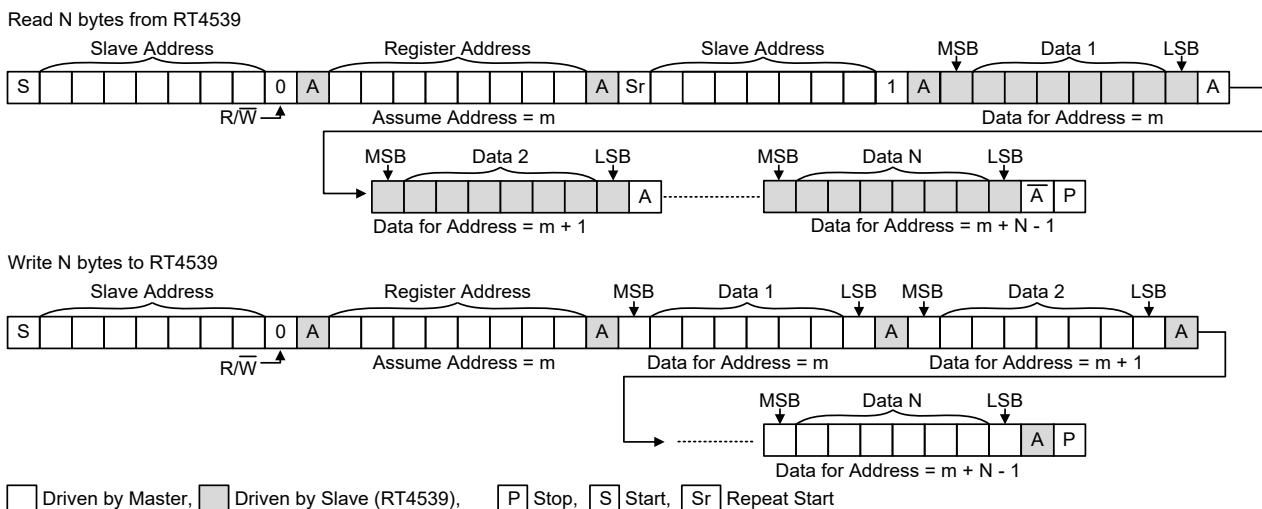 Read N bytes from RT4539
Slave Address Register Address Slave Address MSB Data 1 LSB
S 0 A A Sr 1 A A
R/W̅ Assume Address = m Data for Address = m
MSB Data 2 LSB MSB Data N LSB
A A̅ P
Data for Address = m + 1 Data for Address = m + N - 1
Write N bytes to RT4539
Slave Address Register Address MSB Data 1 LSB MSB Data 2 LSB
S 0 A A A A
R/W̅ Assume Address = m Data for Address = m Data for Address = m + 1
MSB Data N LSB
A P
Data for Address = m + N - 1
Driven by Master, Driven by Slave (RT4539), P Stop, S Start, Sr Repeat Start